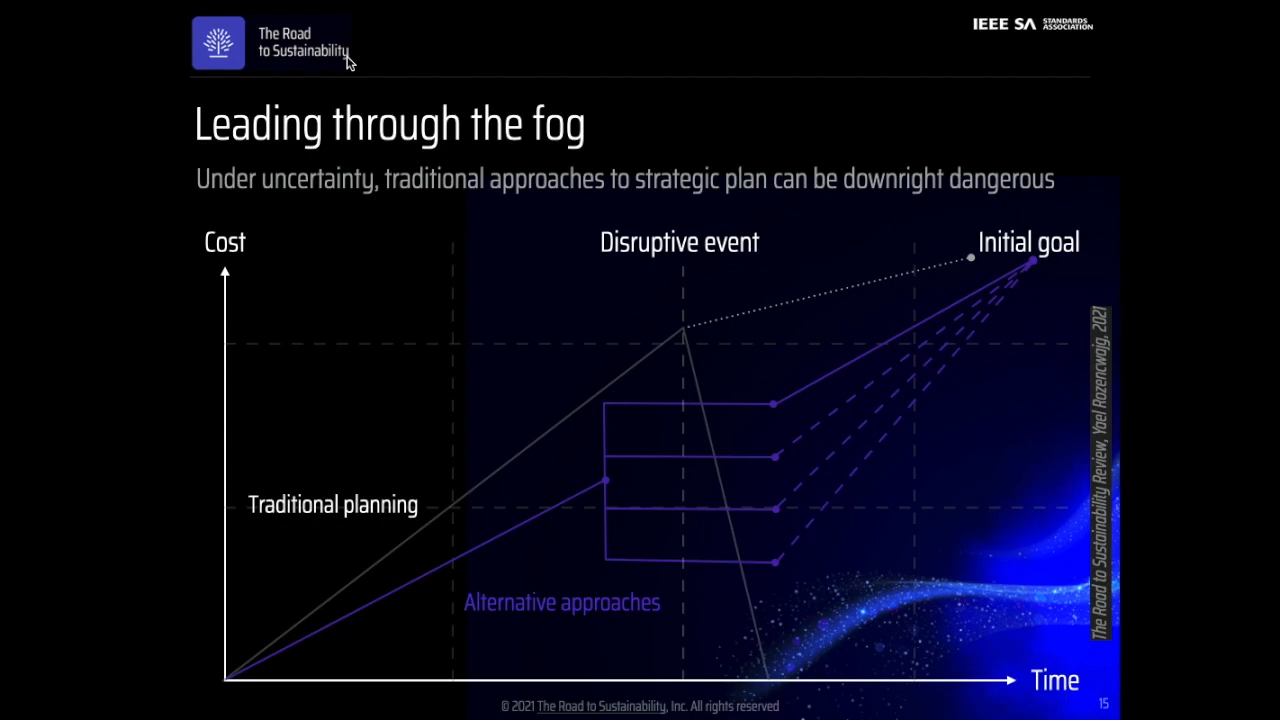 The Road
to Sustainability
IEEE SA STANDARDS
ASSOCIATION
Leading through the fog
Under uncertainty, traditional approaches to strategic plan can be downright dangerous
Cost
Disruptive event
Initial goal
Traditional planning
Alternative approaches
Time
The Road to Sustainability Review, Yael Rozencwajg, 2021
© 2021 The Road to Sustainability, Inc. All rights reserved
15